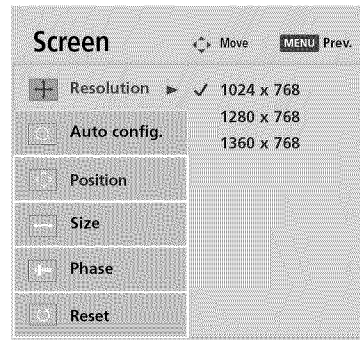 Screen Move MENU Prev.
Resolution ► ✓ 1024 x 768
Auto config. 1280 x 768
1360 x 768
Position
Size
Phase
Reset